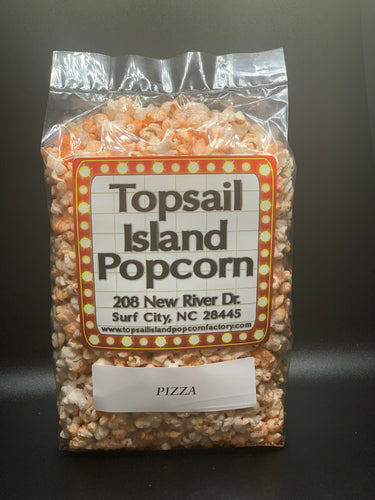 Topsail
Island
Popcorn
208 New River Dr.
Surf City, NC 28445
www.topsailislandpopcornfactory.com
PIZZA